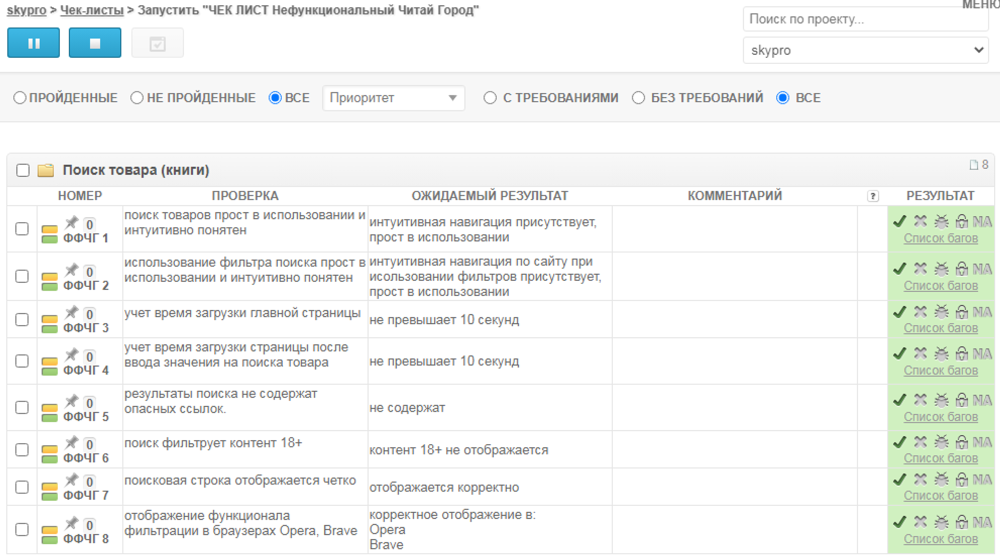 skypro > Чек-листы > Запустить "ЧЕК ЛИСТ Нефункциональный Читай Город"
МЕНЮ
Поиск по проекту...
skypro
ПРОЙДЕННЫЕ НЕ ПРОЙДЕННЫЕ ВСЕ Приоритет С ТРЕБОВАНИЯМИ БЕЗ ТРЕБОВАНИЙ ВСЕ
Поиск товара (книги)
8
НОМЕР ПРОВЕРКА ОЖИДАЕМЫЙ РЕЗУЛЬТАТ КОММЕНТАРИЙ ? РЕЗУЛЬТАТ
0
ФФЧГ 1
поиск товаров прост в использовании и
интуитивно понятен
интуитивная навигация присутствует,
прост в использовании
NA
Список багов
0
ФФЧГ 2
использование фильтра поиска прост в
использовании и интуитивно понятен
интуитивная навигация по сайту при
исользовании фильтров присутствует,
прост в использовании
NA
Список багов
0
ФФЧГ 3
учет время загрузки главной страницы
не превышает 10 секунд
NA
Список багов
0
ФФЧГ 4
учет время загрузки страницы после
ввода значения на поиска товара
не превышает 10 секунд
NA
Список багов
0
ФФЧГ 5
результаты поиска не содержат
опасных ссылок.
не содержат
NA
Список багов
0
ФФЧГ 6
поиск фильтрует контент 18+
контент 18+ не отображается
NA
Список багов
0
ФФЧГ 7
поисковая строка отображается четко
отображается корректно
NA
Список багов
0
ФФЧГ 8
отображение функционала
фильтрации в браузерах Opera, Brave
корректное отображение в:
Opera
Brave
NA
Список багов